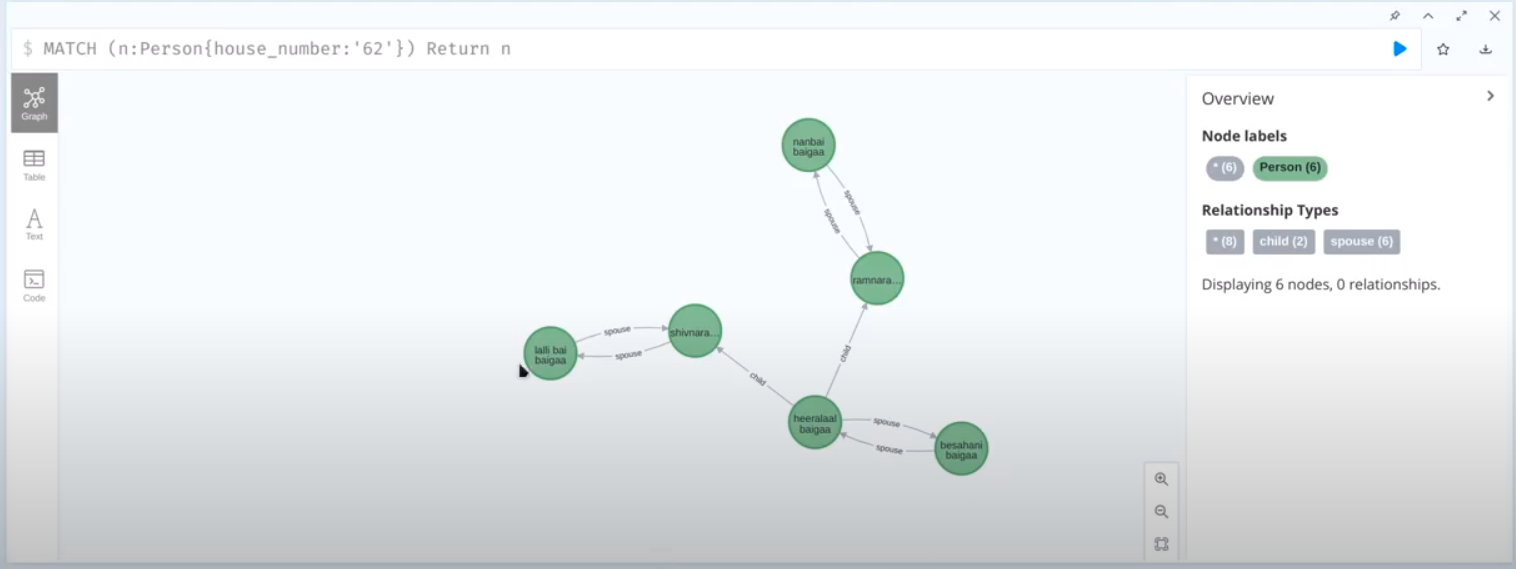 $ MATCH (n:Person{house_number:'62'}) Return n
Graph
Table
Text
Code
nanbai
baigaa
spouse
spouse
ramnara...
child
shivnara...
spouse
spouse
lalli bai
baigaa
child
heeralaal
baigaa
spouse
spouse
besahani
baigaa
Overview
Node labels
* (6) Person (6)
Relationship Types
* (8) child (2) spouse (6)
Displaying 6 nodes, 0 relationships.